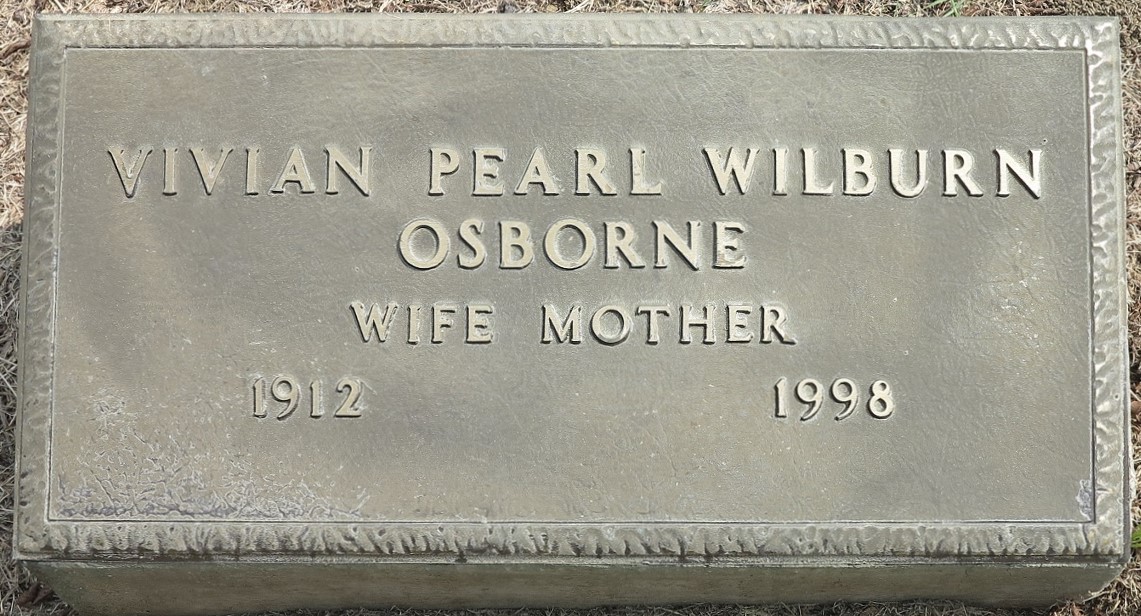 VIVIAN PEARL WILBURN
OSBORNE
WIFE MOTHER
1912 1998